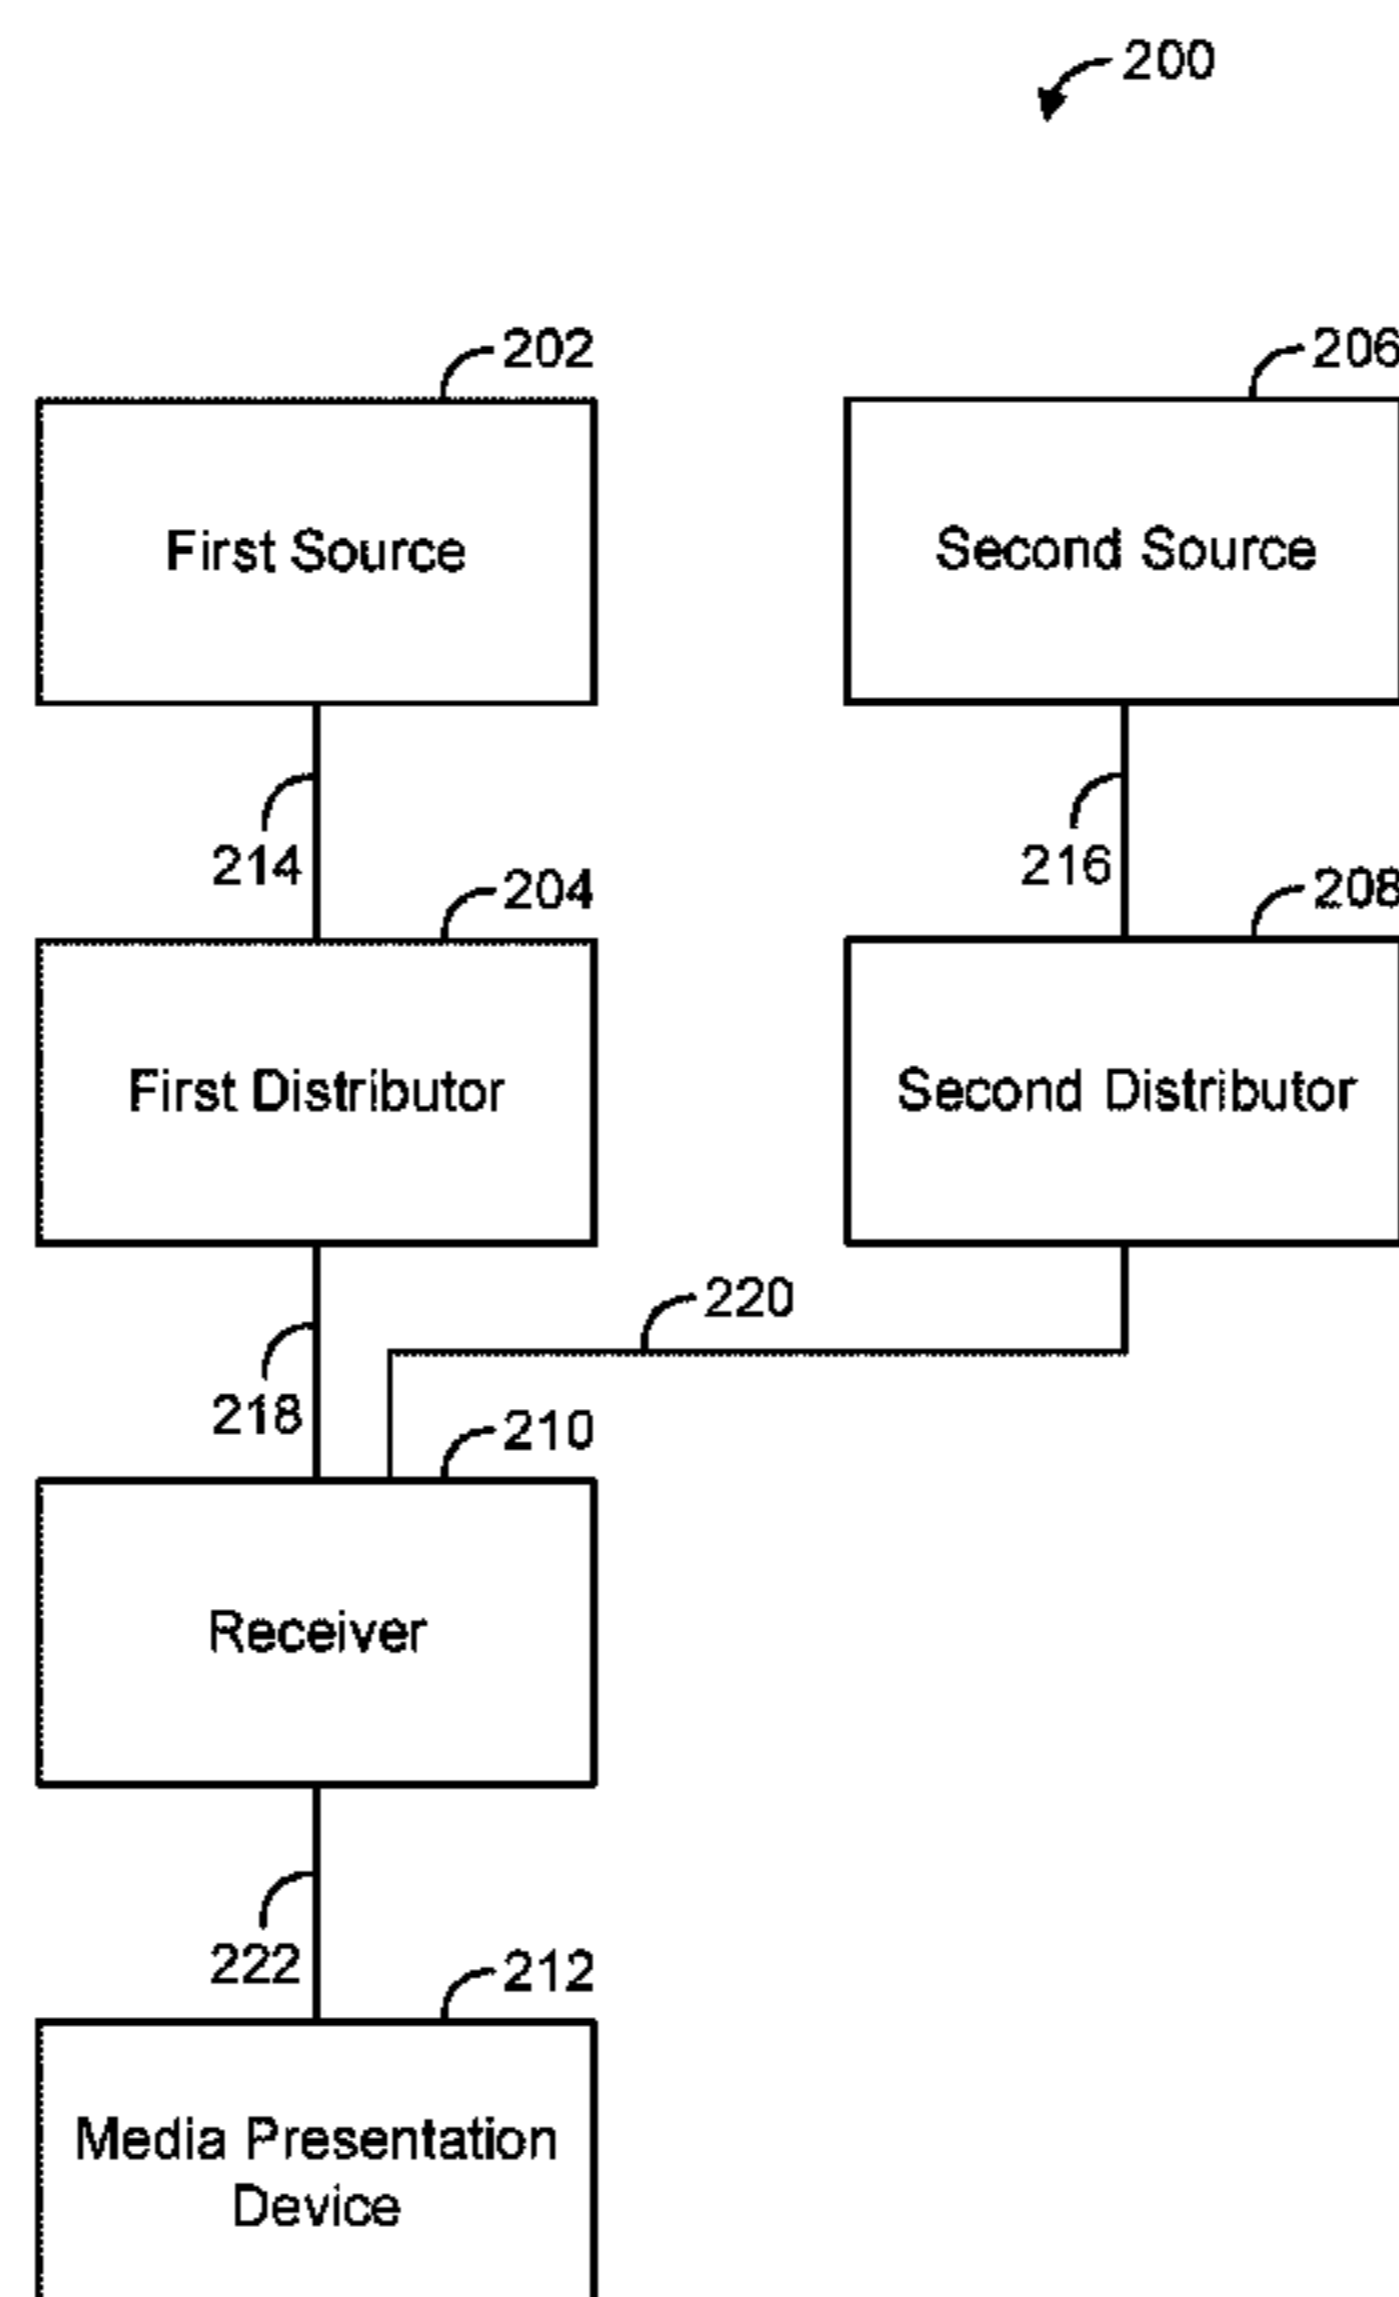 200
202
206
First Source
Second Source
214
216
204
208
First Distributor
Second Distributor
220
218
210
Receiver
222
212
Media Presentation
Device